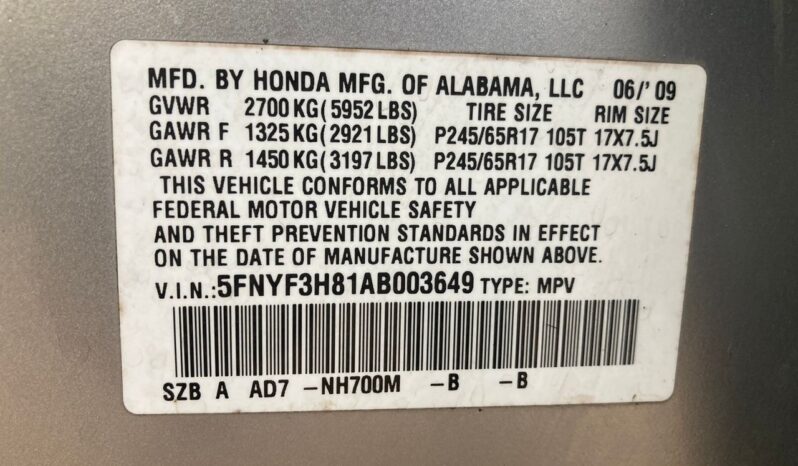 MFD. BY HONDA MFG. OF ALABAMA, LLC 06/'09
GVWR 2700 KG(5952 LBS) TIRE SIZE RIM SIZE
GAWR F 1325 KG(2921 LBS) P245/65R17 105T 17X7.5J
GAWR R 1450 KG(3197 LBS) P245/65R17 105T 17X7.5J
THIS VEHICLE CONFORMS TO ALL APPLICABLE
FEDERAL MOTOR VEHICLE SAFETY
AND THEFT PREVENTION STANDARDS IN EFFECT
ON THE DATE OF MANUFACTURE SHOWN ABOVE.
V.I.N.:5FNYF3H81AB003649 TYPE: MPV
SZB A AD7 -NH700M -B -B